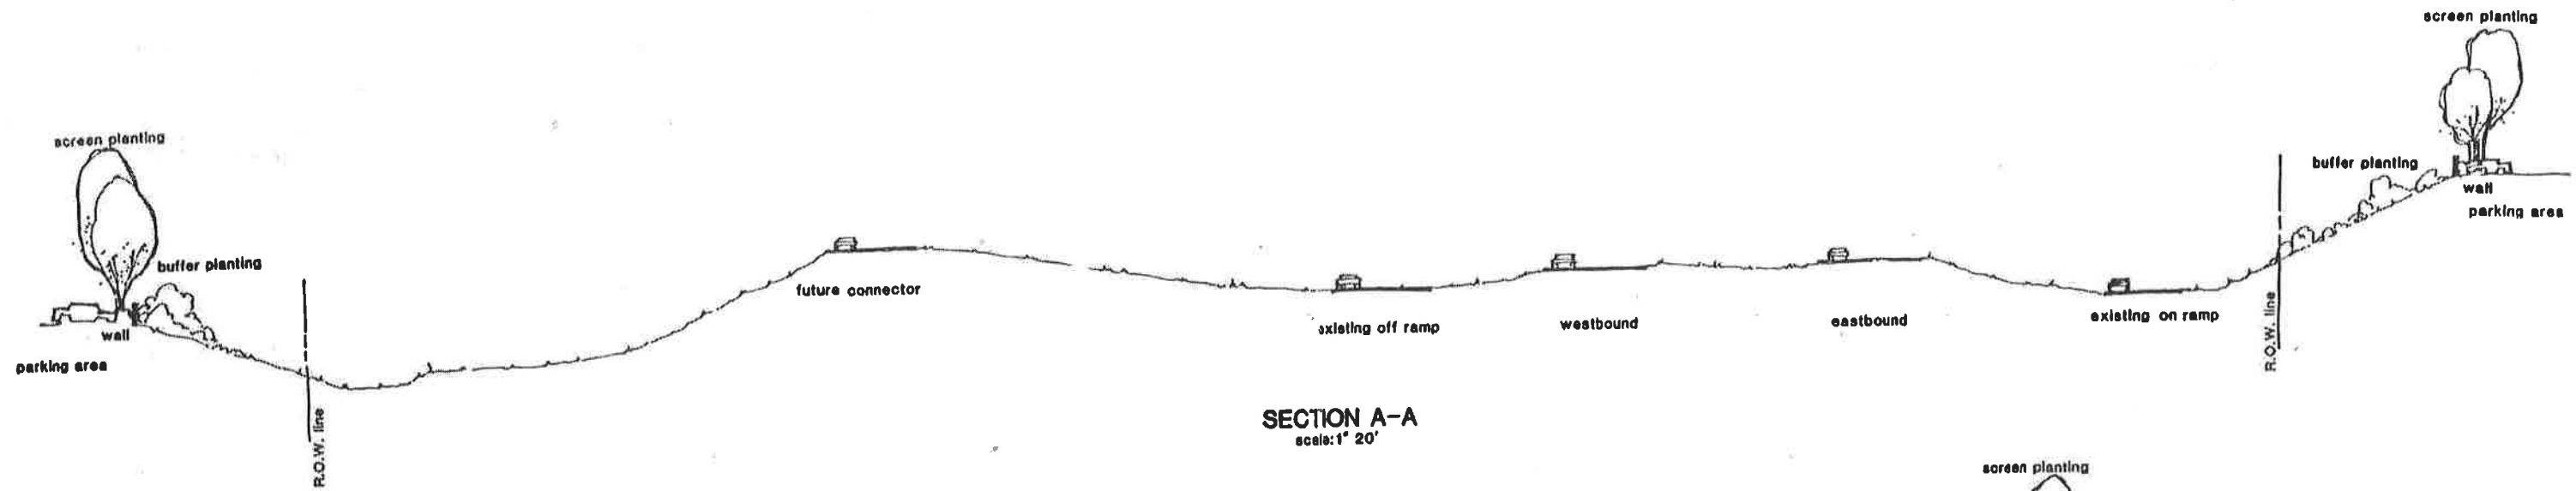 screen planting
screen planting
buffer planting
wall
parking area
buffer planting
wall
parking area
future connector
existing off ramp
westbound
eastbound
existing on ramp
R.O.W. line
R.O.W. line
SECTION A-A
scale:1" 20'
screen planting